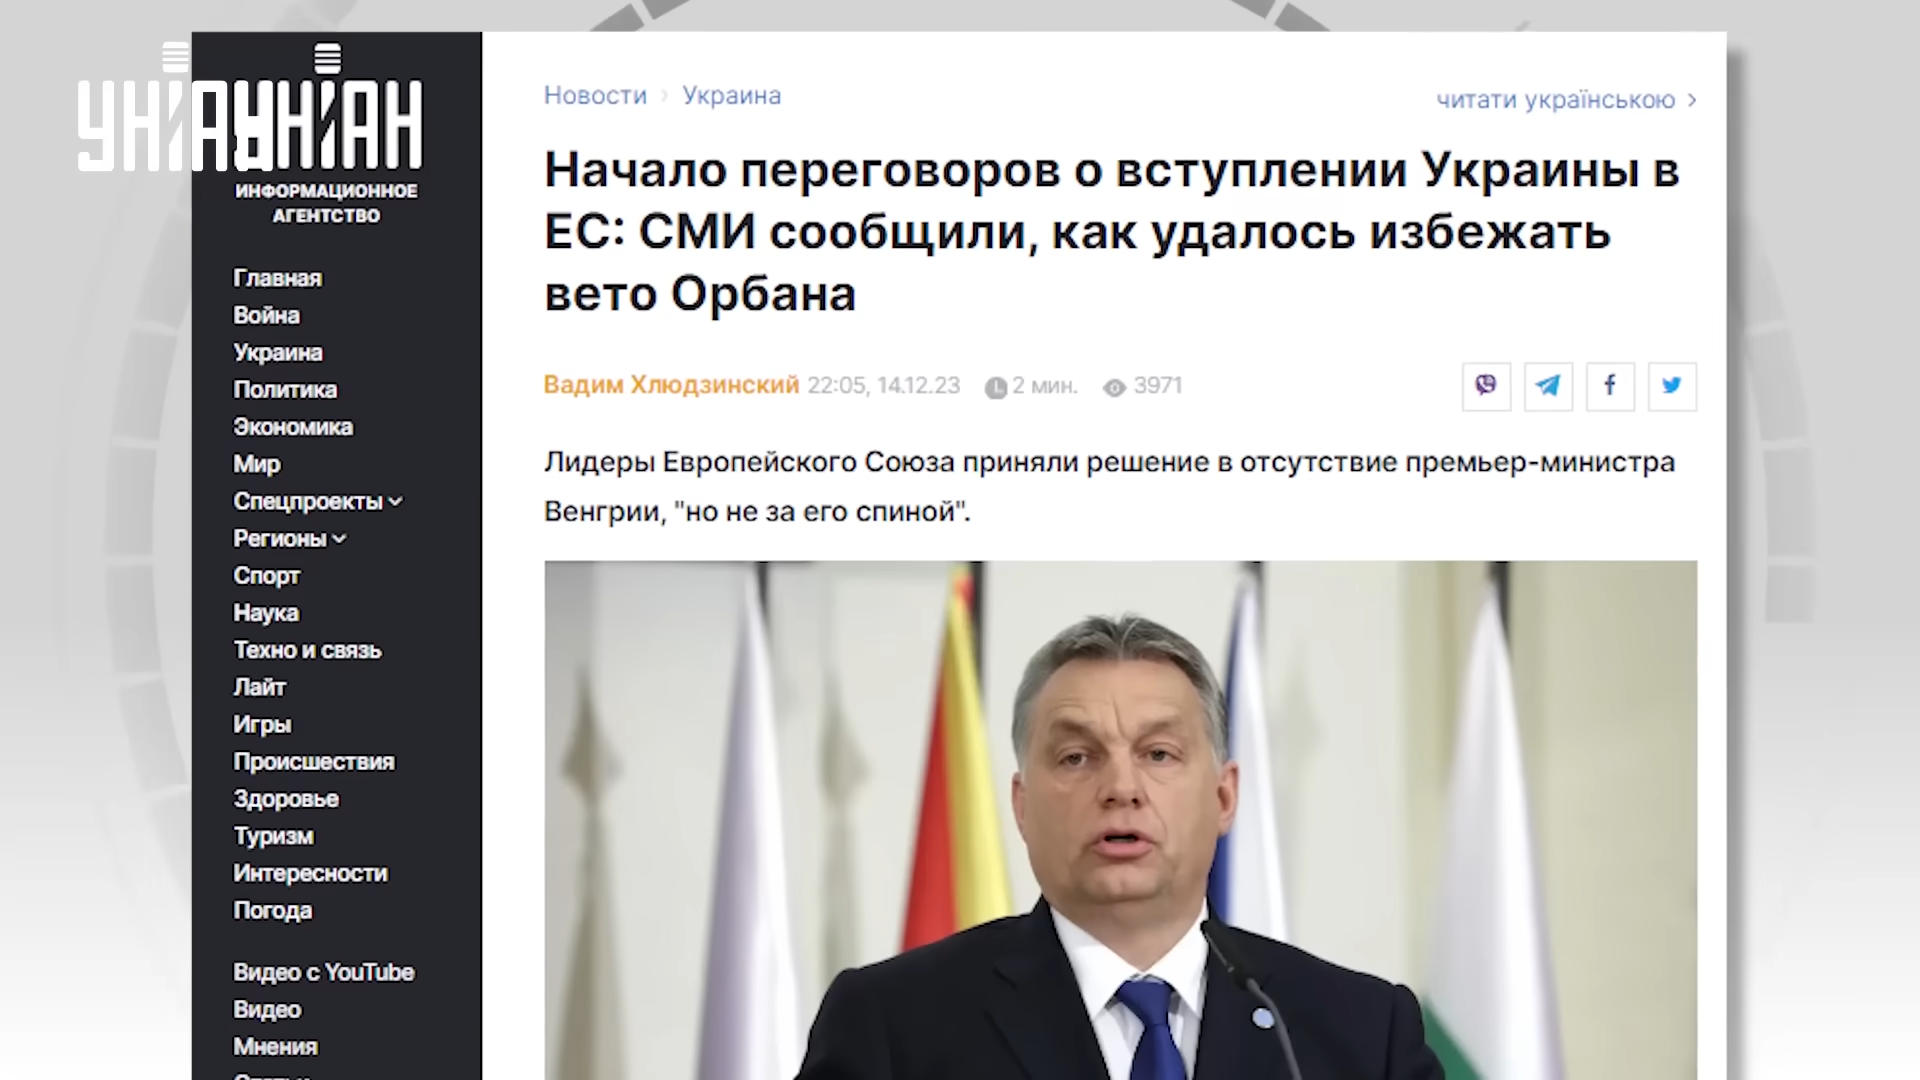 УНІАН
УНІАН
ИНФОРМАЦИОННОЕ
АГЕНТСТВО
Главная
Война
Украина
Политика
Экономика
Мир
Спецпроекты
Регионы
Спорт
Наука
Техно и связь
Лайт
Игры
Происшествия
Здоровье
Туризм
Интересности
Погода
Видео с YouTube
Видео
Мнения
Новости > Украина
читати українською >
Начало переговоров о вступлении Украины в
ЕС: СМИ сообщили, как удалось избежать
вето Орбана
Вадим Хлюдзинский 22:05, 14.12.23 2 мин. 3971
Лидеры Европейского Союза приняли решение в отсутствие премьер-министра
Венгрии, "но не за его спиной".